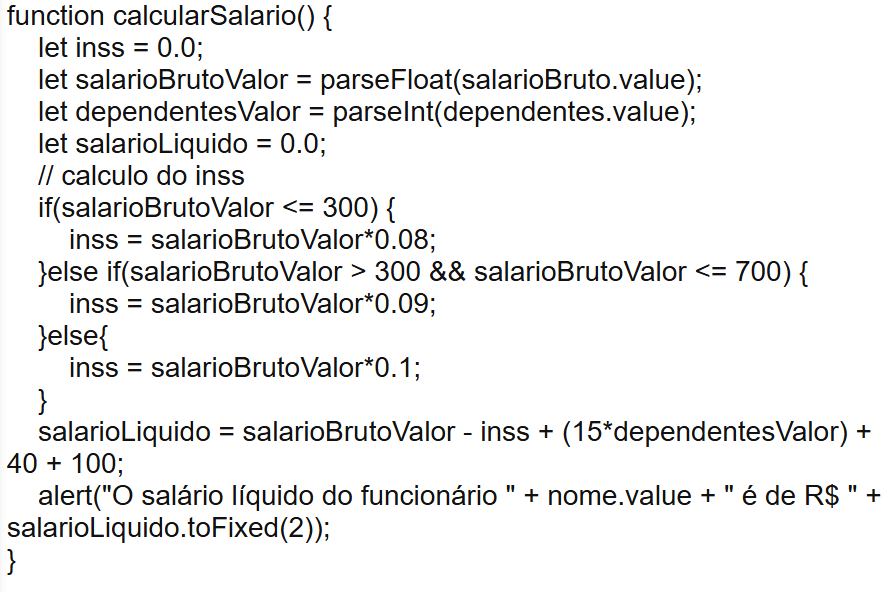 function calcularSalario() {
let inss = 0.0;
let salarioBrutoValor = parseFloat(salarioBruto.value);
let dependentesValor = parseInt(dependentes.value);
let salarioLiquido = 0.0;
// calculo do inss
if(salarioBrutoValor <= 300) {
inss = salarioBrutoValor*0.08;
}else if(salarioBrutoValor > 300 && salarioBrutoValor <= 700) {
inss = salarioBrutoValor*0.09;
}else{
inss = salarioBrutoValor*0.1;
}
salarioLiquido = salarioBrutoValor - inss + (15*dependentesValor) +
40 + 100;
alert("O salário líquido do funcionário " + nome.value + " é de R$ " +
salarioLiquido.toFixed(2));
}